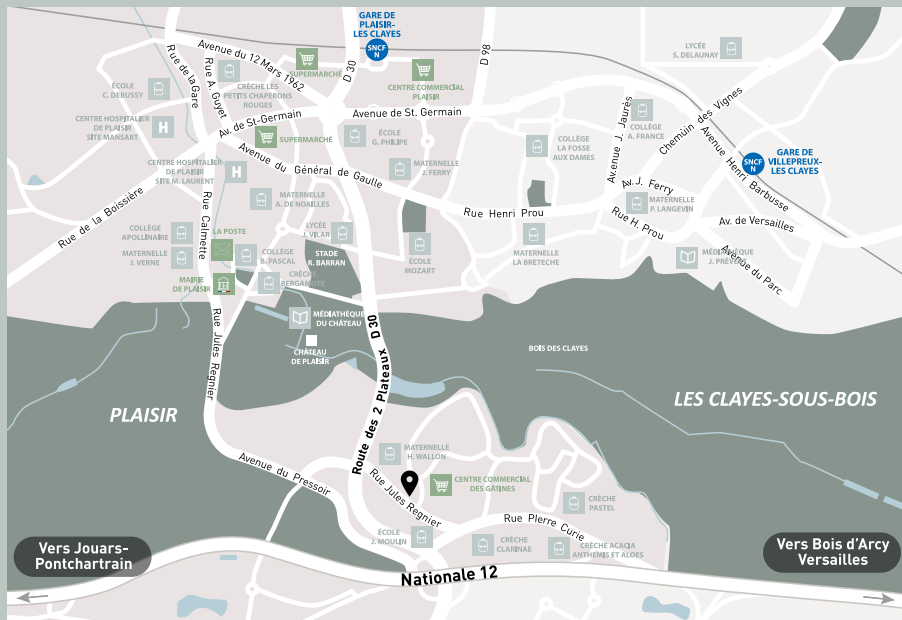 GARE DE
PLAISIR-
LES CLAYES
SNCF
N
D 30
D 98
LYCÉE
S. DELAUNAY
Rue de la Gare
Avenue du 12 Mars 1962
Rue A. Guyet
SUPERMARCHÉ
CENTRE COMMERCIAL
PLAISIR
ÉCOLE
C. DEBUSSY
CRÈCHE LES
PETITS CHAPERONS
ROUGES
Av. de St-Germain
Avenue de St. Germain
CENTRE HOSPITALIER
DE PLAISIR
SITE MANSART
H
SUPERMARCHÉ
ÉCOLE
G. PHILIPE
COLLÈGE
LA FOSSE
AUX DAMES
Avenue J. Jaurès
COLLÈGE
A. FRANCE
Chemuin des Vignes
Avenue Henri Barbusse
SNCF
N
GARE DE
VILLEPREUX-
LES CLAYES
CENTRE HOSPITALIER
DE PLAISIR
SITE M. LAURENT
H
Avenue du Général de Gaulle
MATERNELLE
J. FERRY
Av. J. Ferry
MATERNELLE
P. LANGEVIN
Rue de la Boissière
Rue Calmette
MATERNELLE
A. DE NOAILLES
Rue Henri Prou
Rue H. Prou
Av. de Versailles
COLLÈGE
APOLLINAIRE
LA POSTE
LYCÉE
J. VILAR
MATERNELLE
J. VERNE
COLLÈGE
B. PASCAL
STADE
R. BARRAN
ÉCOLE
MOZART
MATERNELLE
LA BRETECHE
MÉDIATHÈQUE
J. PRÉVERT
Avenue du Parc
MAIRIE
DE PLAISIR
CRÈCHE
BERGAMOTE
MÉDIATHÈQUE
DU CHÂTEAU
Rue Jules Regnier
CHÂTEAU
DE PLAISIR
Route des 2 Plateaux D 30
BOIS DES CLAYES
PLAISIR
LES CLAYES-SOUS-BOIS
Avenue du Pressoir
MATERNELLE
H. WALLON
Rue Jules Regnier
CENTRE COMMERCIAL
DES GÂTINES
CRÈCHE
PASTEL
Rue PIerre Curie
ÉCOLE
J. MOULIN
CRÈCHE
CLARINAE
CRÈCHE ACACIA
ANTHEMIS ET ALOES
Vers Jouars-
Pontchartrain
Nationale 12
Vers Bois d'Arcy
Versailles